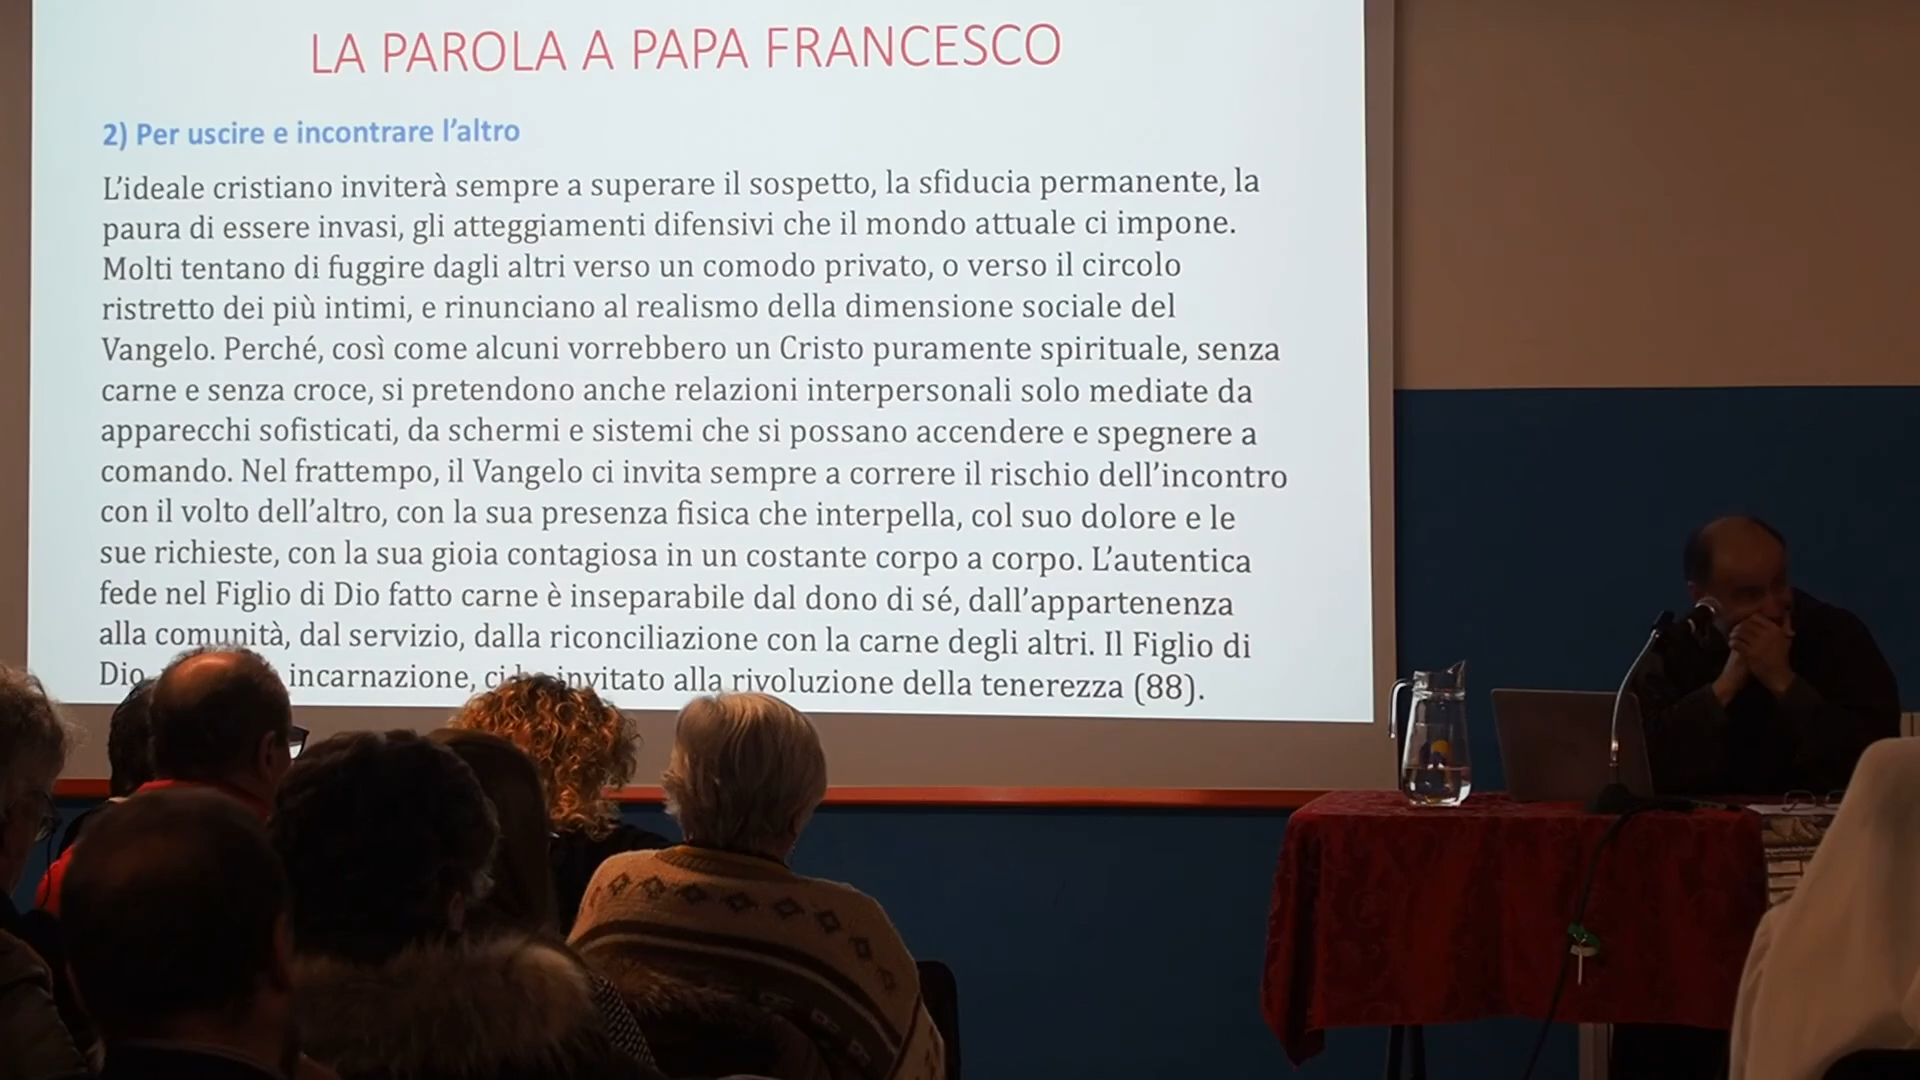 LA PAROLA A PAPA FRANCESCO
2) Per uscire e incontrare l’altro
L’ideale cristiano inviterà sempre a superare il sospetto, la sfiducia permanente, la
paura di essere invasi, gli atteggiamenti difensivi che il mondo attuale ci impone.
Molti tentano di fuggire dagli altri verso un comodo privato, o verso il circolo
ristretto dei più intimi, e rinunciano al realismo della dimensione sociale del
Vangelo. Perché, così come alcuni vorrebbero un Cristo puramente spirituale, senza
carne e senza croce, si pretendono anche relazioni interpersonali solo mediate da
apparecchi sofisticati, da schermi e sistemi che si possano accendere e spegnere a
comando. Nel frattempo, il Vangelo ci invita sempre a correre il rischio dell’incontro
con il volto dell’altro, con la sua presenza fisica che interpella, col suo dolore e le
sue richieste, con la sua gioia contagiosa in un costante corpo a corpo. L’autentica
fede nel Figlio di Dio fatto carne è inseparabile dal dono di sé, dall’appartenenza
alla comunità, dal servizio, dalla riconciliazione con la carne degli altri. Il Figlio di
Dio incarnazione, ci invitato alla rivoluzione della tenerezza (88).